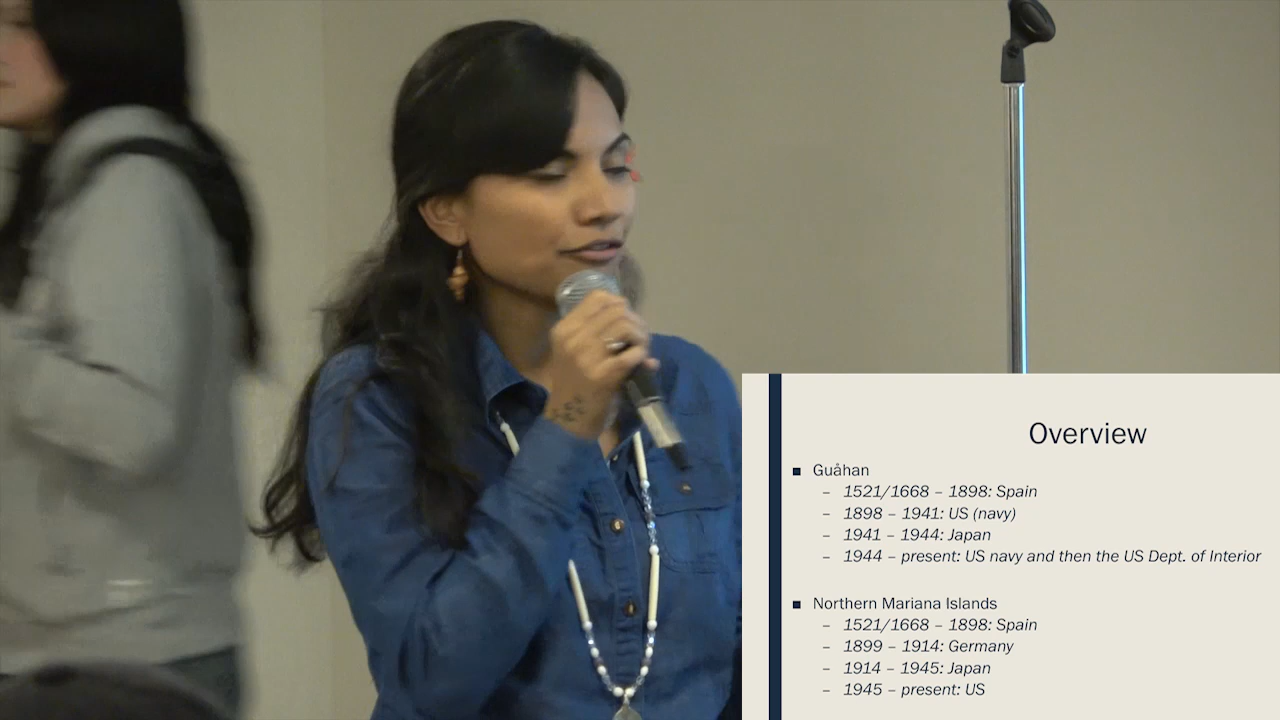 Overview
■ Guåhan
– 1521/1668 – 1898: Spain
– 1898 – 1941: US (navy)
– 1941 – 1944: Japan
– 1944 – present: US navy and then the US Dept. of Interior
■ Northern Mariana Islands
– 1521/1668 – 1898: Spain
– 1899 – 1914: Germany
– 1914 – 1945: Japan
– 1945 – present: US